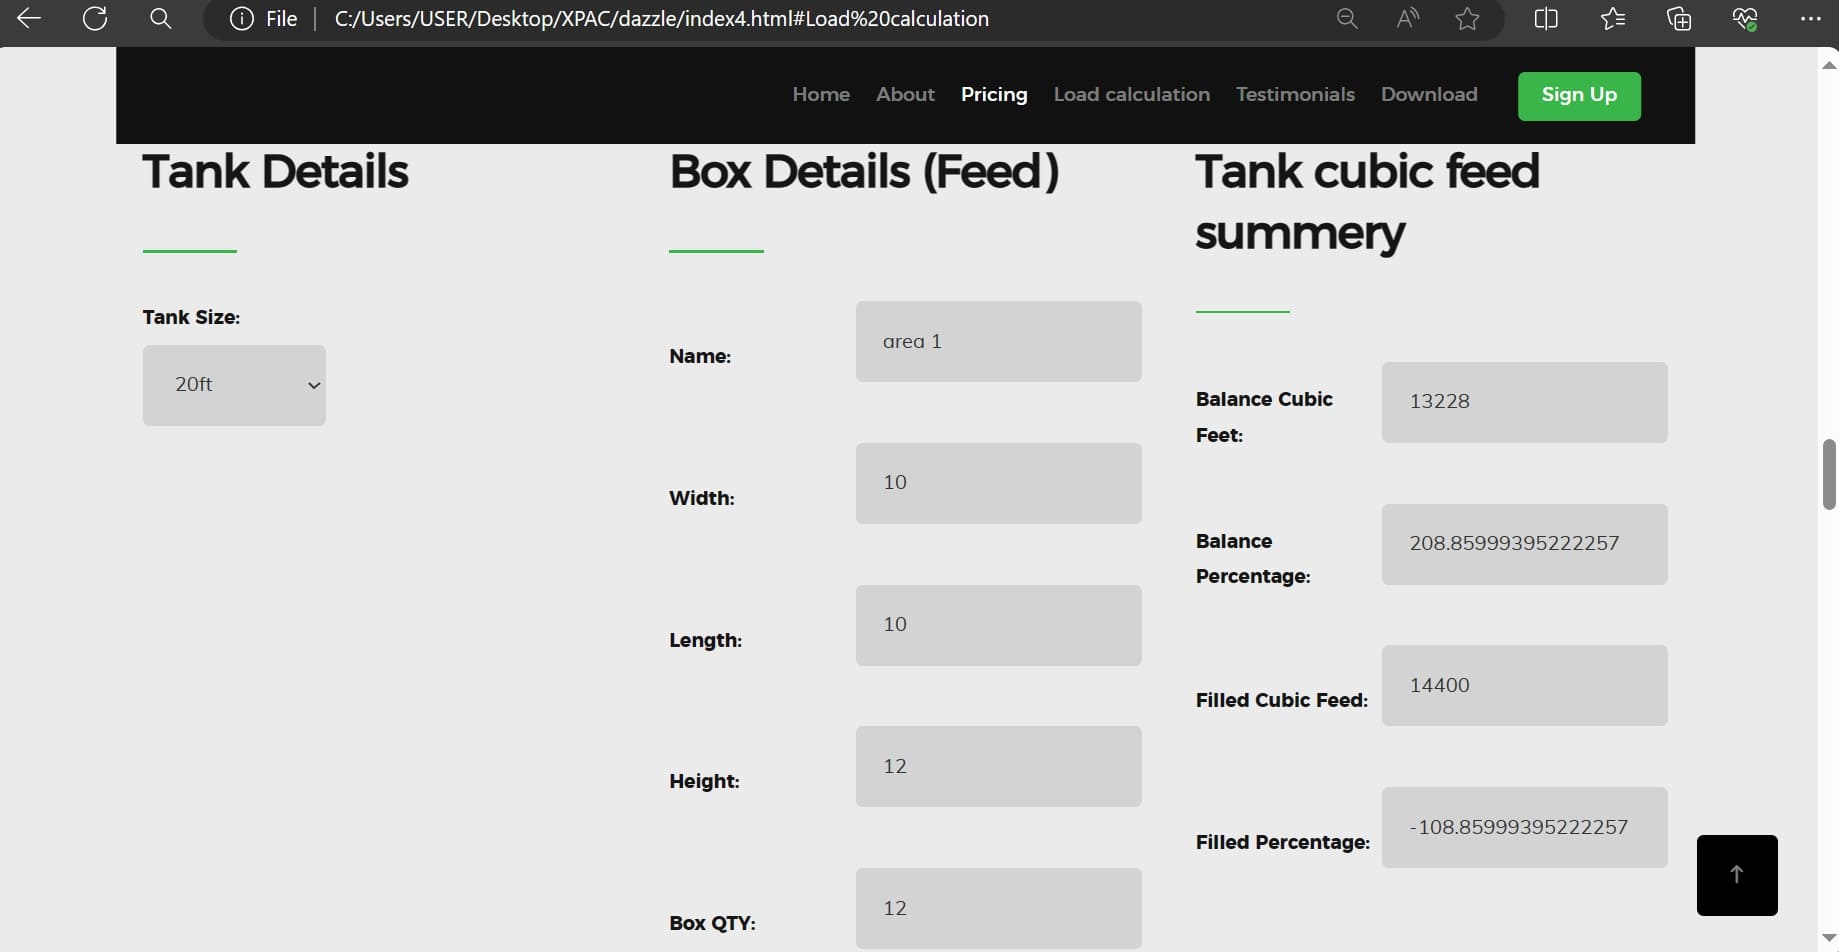 File
C:/Users/USER/Desktop/XPAC/dazzle/index4.html#Load%20calculation
Home About Pricing Load calculation Testimonials Download Sign Up
Tank Details
Tank Size:
20ft
Box Details (Feed)
Name: area 1
Width: 10
Length: 10
Height: 12
Box QTY: 12
Tank cubic feed
summery
Balance Cubic
Feet:
13228
Balance
Percentage:
208.85999395222257
Filled Cubic Feed: 14400
Filled Percentage: -108.85999395222257